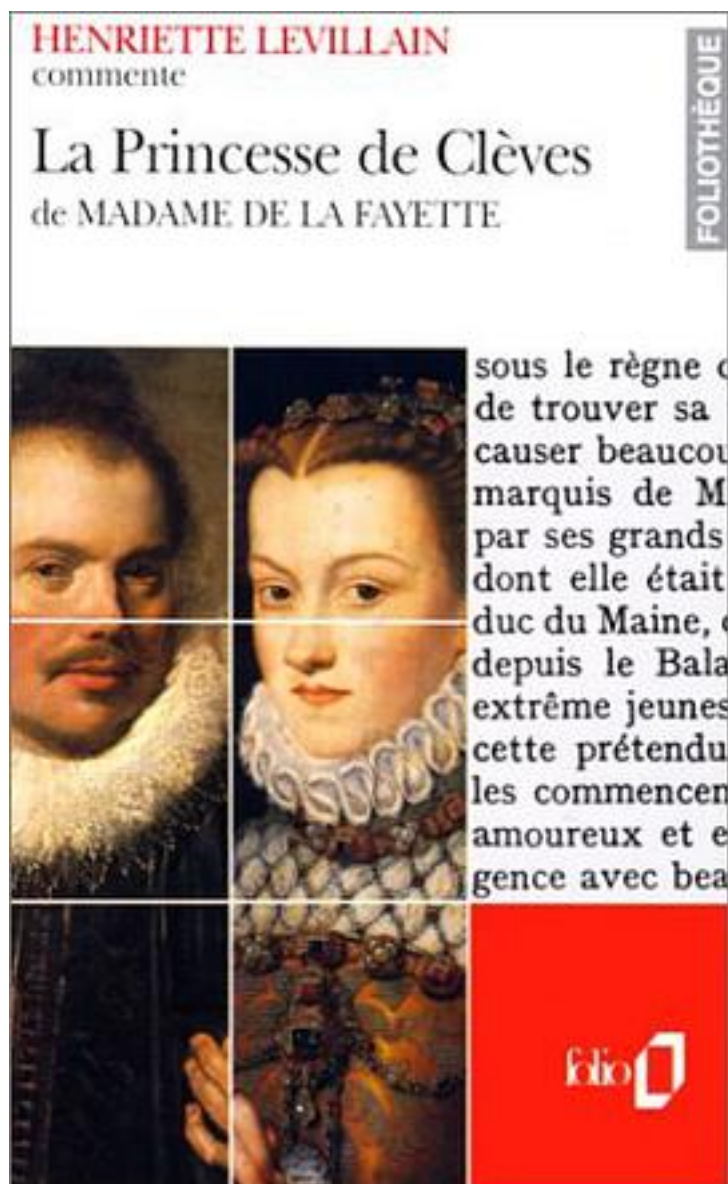 HENRIETTE LEVILLAIN
commente
La Princesse de Clèves
de MADAME DE LA FAYETTE
FOLIOTHÈQUE
sous le règne
de trouver sa
causer beaucou
marquis de M
par ses grands
dont elle était
duc du Maine,
depuis le Bala
extrême jeunes
cette prétendu
les commencen
amoureux et e
gence avec bea
folio